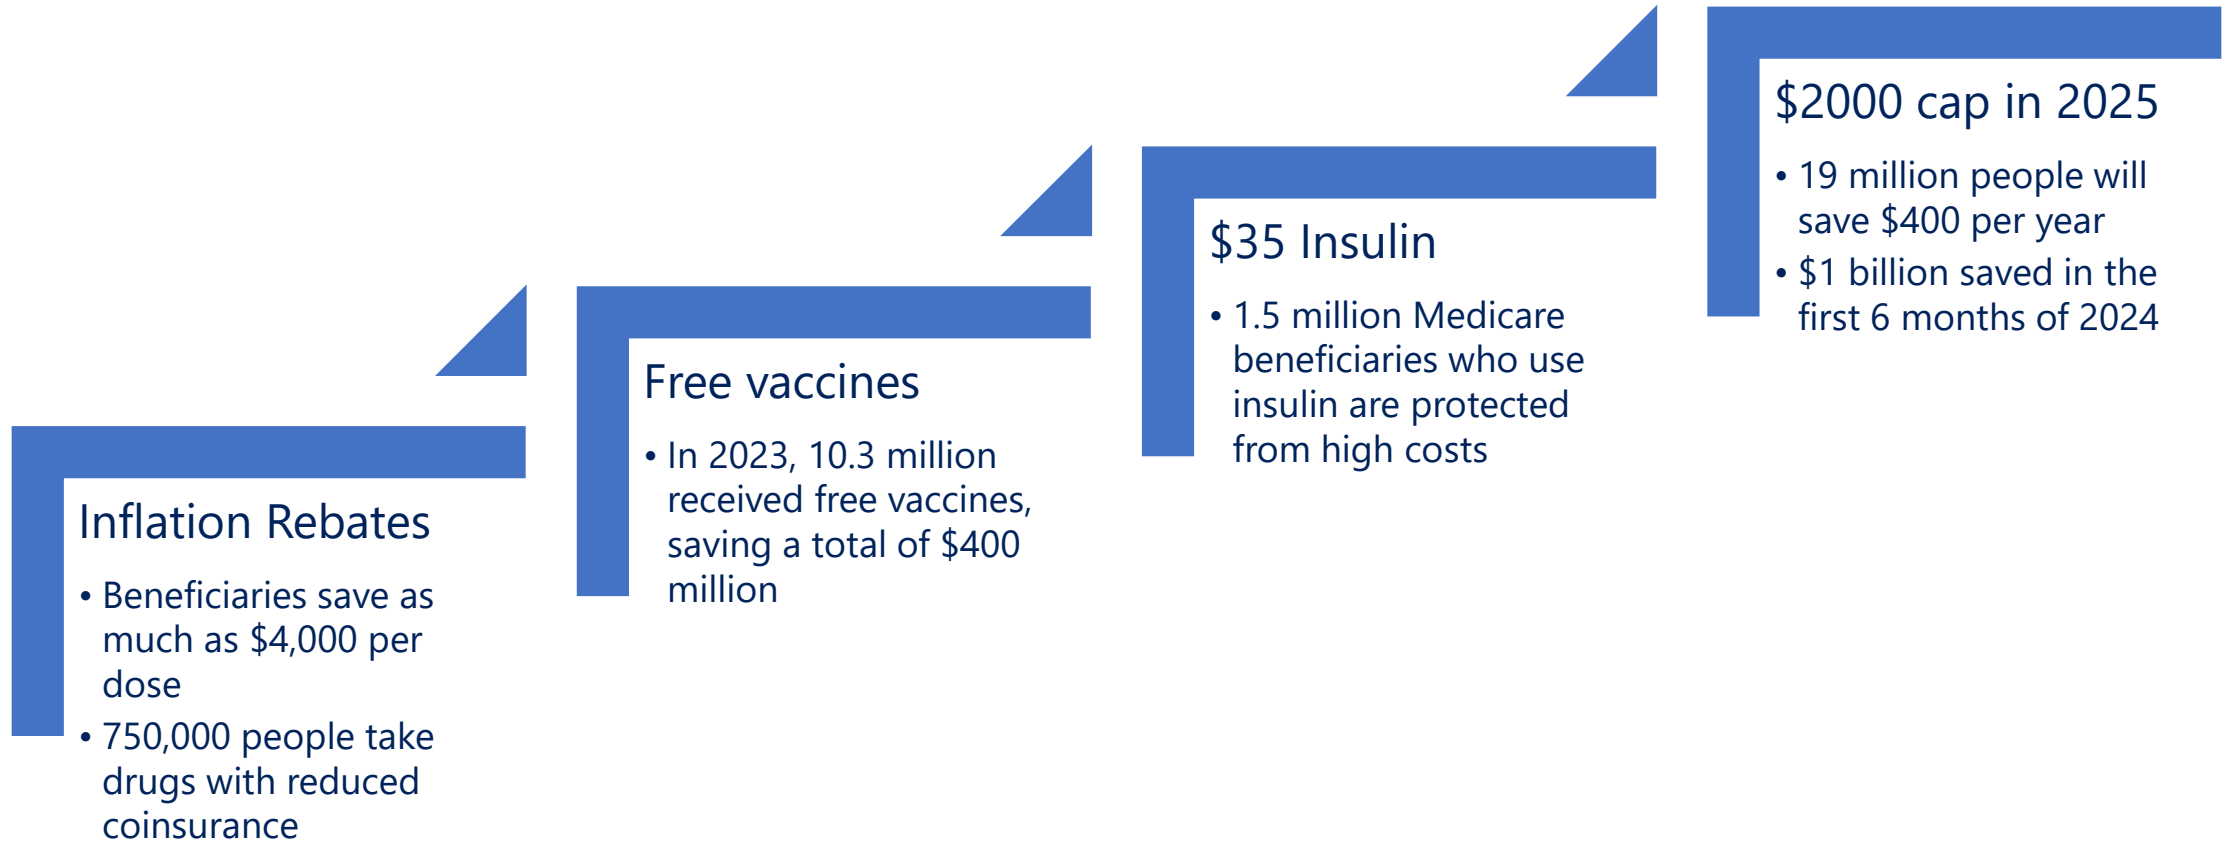 Inflation Rebates
• Beneficiaries save as
much as $4,000 per
dose
• 750,000 people take
drugs with reduced
coinsurance
Free vaccines
• In 2023, 10.3 million
received free vaccines,
saving a total of $400
million
$35 Insulin
• 1.5 million Medicare
beneficiaries who use
insulin are protected
from high costs
$2000 cap in 2025
• 19 million people will
save $400 per year
• $1 billion saved in the
first 6 months of 2024